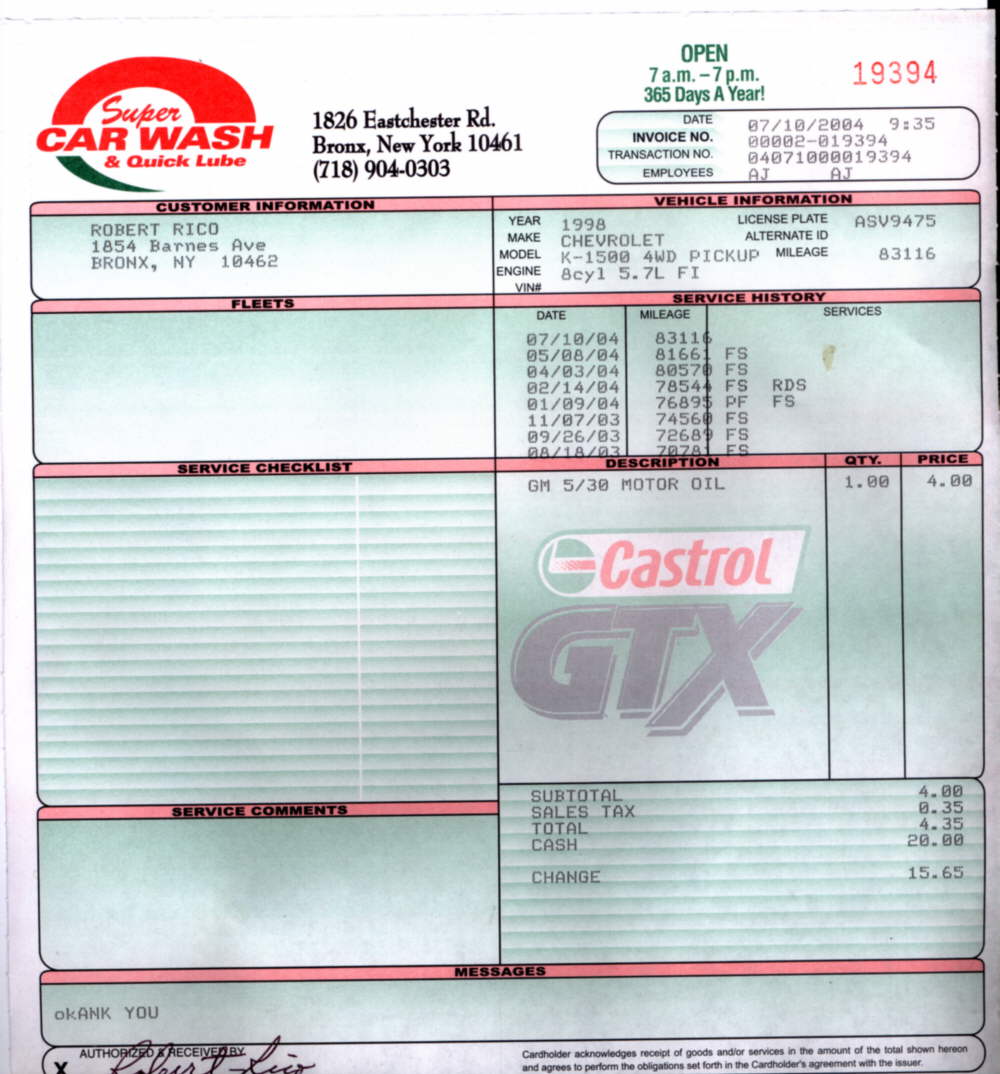 Super
CAR WASH
& Quick Lube
1826 Eastchester Rd.
Bronx, New York 10461
(718) 904-0303
OPEN
7 a.m. – 7 p.m.
365 Days A Year!
19394
DATE 07/10/2004 9:35
INVOICE NO. 00002-019394
TRANSACTION NO. 04071000019394
EMPLOYEES AJ AJ
CUSTOMER INFORMATION
ROBERT RICO
1854 Barnes Ave
BRONX, NY 10462
VEHICLE INFORMATION
YEAR 1998 LICENSE PLATE ASV9475
MAKE CHEVROLET ALTERNATE ID
MODEL K-1500 4WD PICKUP MILEAGE 83116
ENGINE 8cyl 5.7L FI
VIN#
FLEETS
SERVICE HISTORY
DATE MILEAGE SERVICES
07/10/04 83116
05/08/04 81661 FS
04/03/04 80570 FS
02/14/04 78544 FS RDS
01/09/04 76895 PF FS
11/07/03 74560 FS
09/26/03 72689 FS
08/18/03 70781 FS
SERVICE CHECKLIST
DESCRIPTION QTY. PRICE
GM 5/30 MOTOR OIL 1.00 4.00
Castrol
GTX
SUBTOTAL 4.00
SALES TAX 0.35
TOTAL 4.35
CASH 20.00
CHANGE 15.65
SERVICE COMMENTS
MESSAGES
okANK YOU
AUTHORIZED & RECEIVED BY
X Robert Rico
Cardholder acknowledges receipt of goods and/or services in the amount of the total shown hereon
and agrees to perform the obligations set forth in the Cardholder's agreement with the issuer.